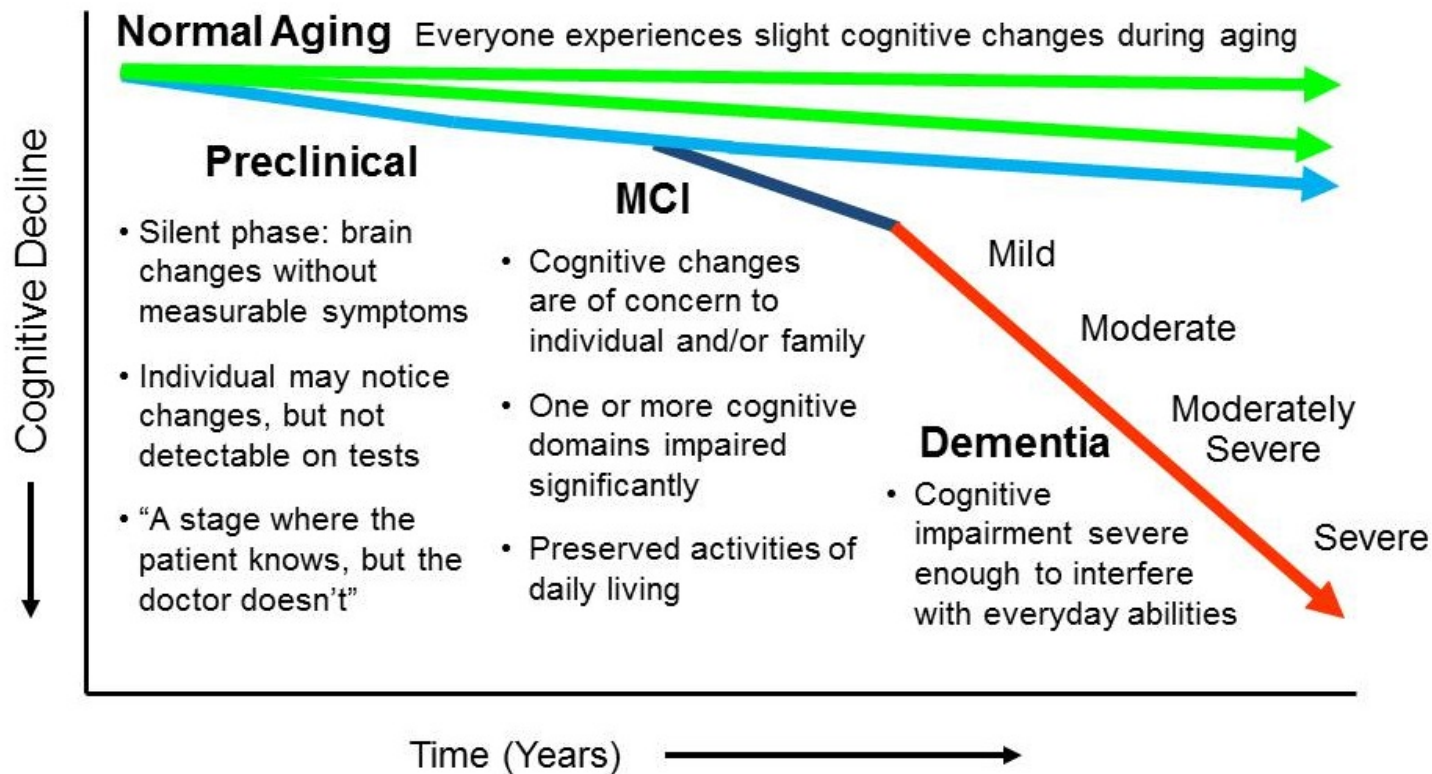 Normal Aging Everyone experiences slight cognitive changes during aging
Cognitive Decline
Preclinical
• Silent phase: brain
changes without
measurable symptoms
• Individual may notice
changes, but not
detectable on tests
• “A stage where the
patient knows, but the
doctor doesn’t”
MCI
• Cognitive changes
are of concern to
individual and/or family
• One or more cognitive
domains impaired
significantly
• Preserved activities of
daily living
Mild
Moderate
Moderately
Severe
Severe
Dementia
• Cognitive
impairment severe
enough to interfere
with everyday abilities
Time (Years)